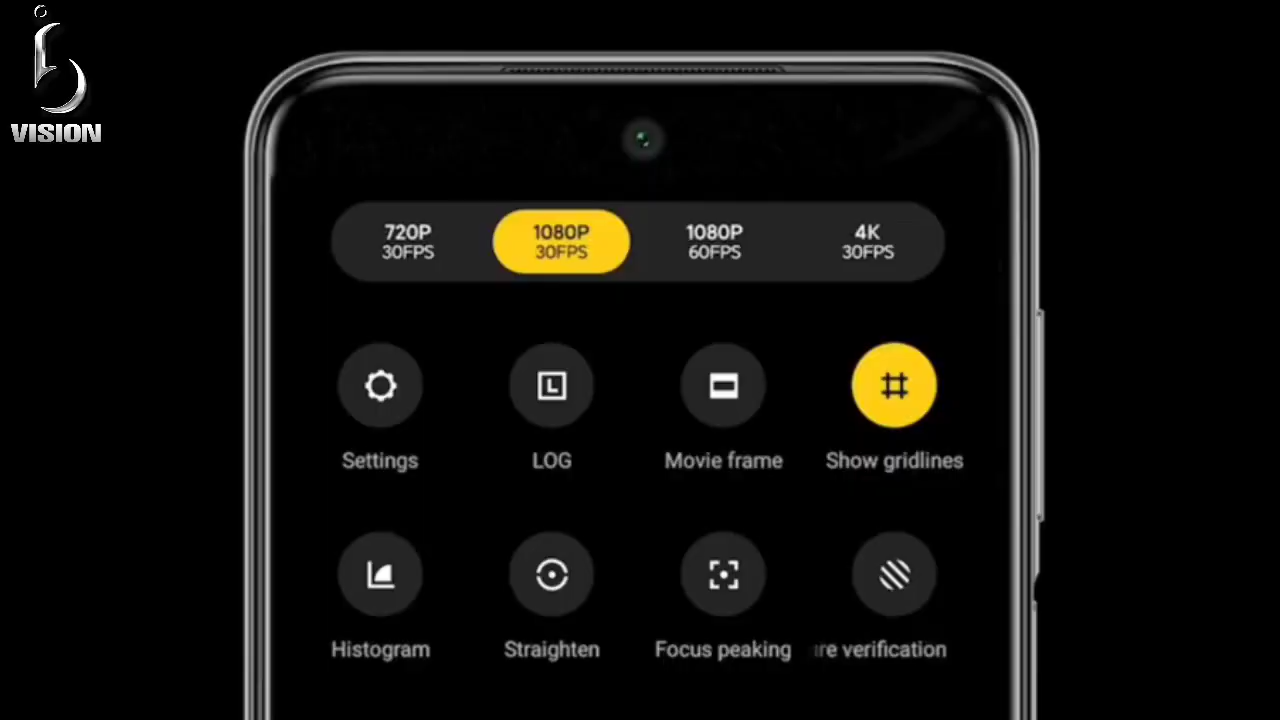 VISION
720P
30FPS
1080P
30FPS
1080P
60FPS
4K
30FPS
L
Settings
LOG
Movie frame
Show gridlines
Histogram
Straighten
Focus peaking
re verification